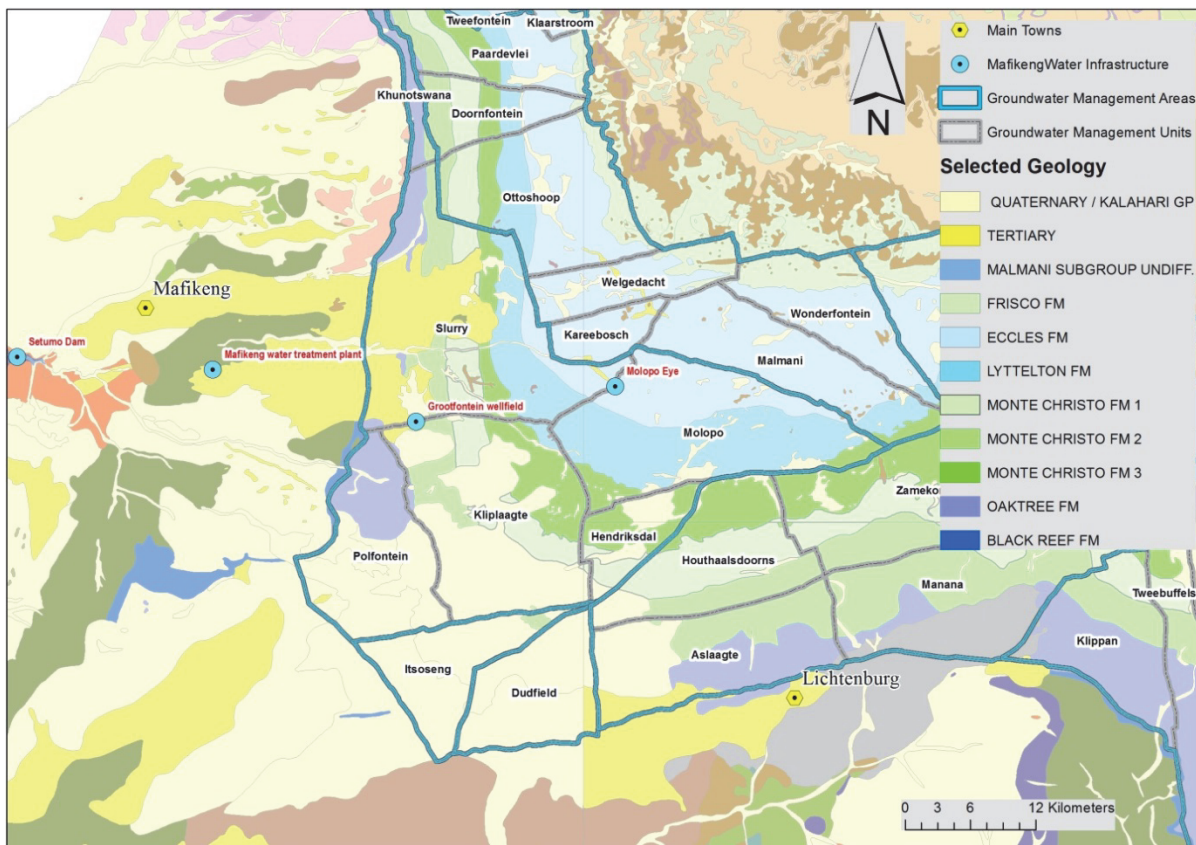 Tweefontein
Klaarstroom
Paardevlei
Khunotswana
Doornfontein
Ottoshoop
Welgedacht
Mafikeng
Wonderfontein
Slurry
Kareebosch
Setumo Dam
Mafikeng water treatment plant
Malmani
Molopo Eye
Grootfontein wellfield
Molopo
Kliplaagte
Zameko
Hendriksdal
Polfontein
Houthaalsdoorns
Manana
Tweebuffels
Aslaagte
Klippan
Itsoseng
Lichtenburg
Dudfield
N
Main Towns
MafikengWater Infrastructure
Groundwater Management Areas
Groundwater Management Units
Selected Geology
QUATERNARY / KALAHARI GP
TERTIARY
MALMANI SUBGROUP UNDIFF.
FRISCO FM
ECCLES FM
LYTTELTON FM
MONTE CHRISTO FM 1
MONTE CHRISTO FM 2
MONTE CHRISTO FM 3
OAKTREE FM
BLACK REEF FM
0 3 6 12 Kilometers